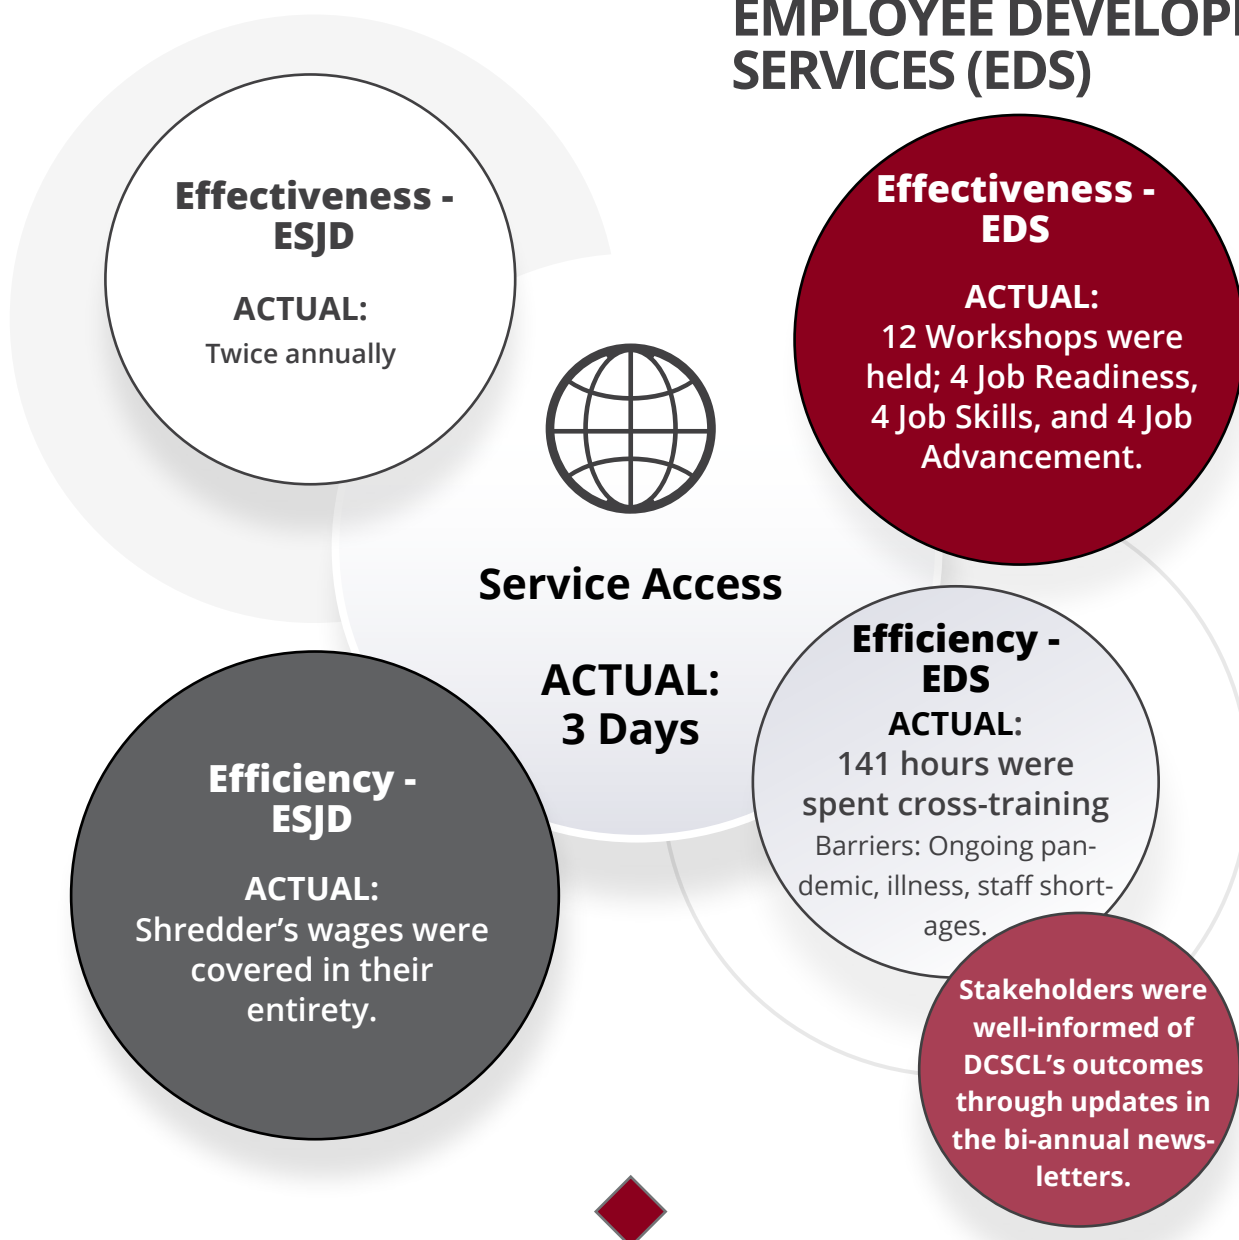 SERVICES (EDS)
Effectiveness -
ESJD
ACTUAL:
Twice annually
Effectiveness -
EDS
ACTUAL:
12 Workshops were
held; 4 Job Readiness,
4 Job Skills, and 4 Job
Advancement.
Service Access
ACTUAL:
3 Days
Efficiency -
EDS
ACTUAL:
141 hours were
spent cross-training
Barriers: Ongoing pan-
demic, illness, staff short-
ages.
Efficiency -
ESJD
ACTUAL:
Shredder’s wages were
covered in their
entirety.
Stakeholders were
well-informed of
DCSCL’s outcomes
through updates in
the bi-annual news-
letters.